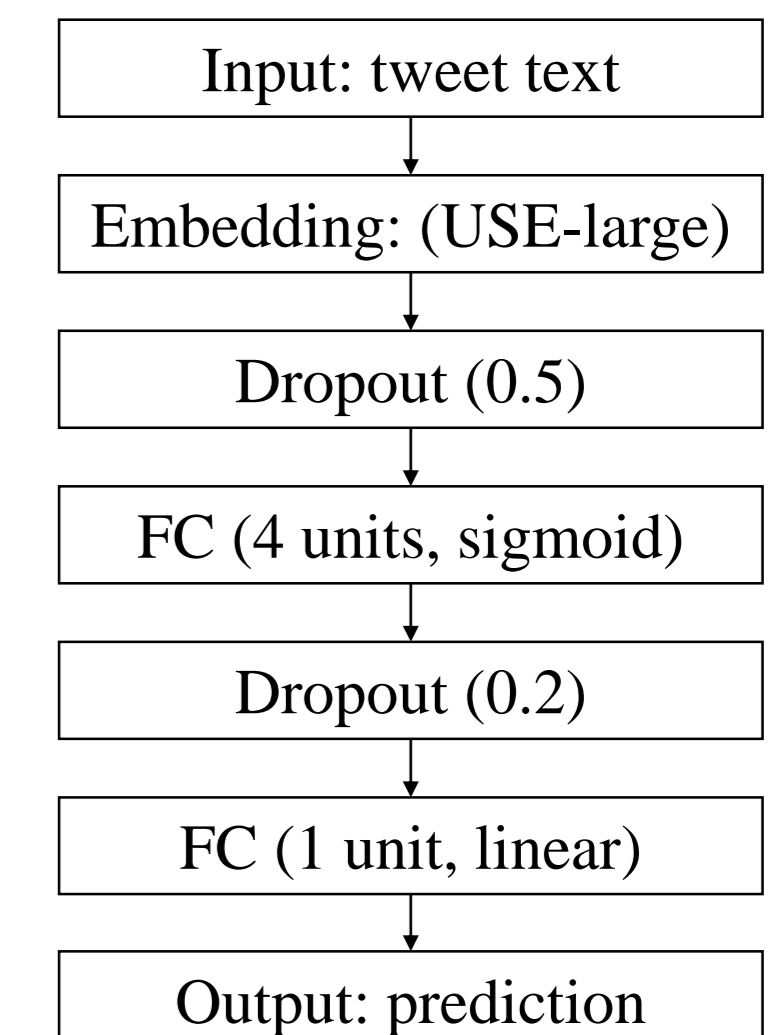 Input: tweet text
Embedding: (USE-large)
Dropout (0.5)
FC (4 units, sigmoid)
Dropout (0.2)
FC (1 unit, linear)
Output: prediction